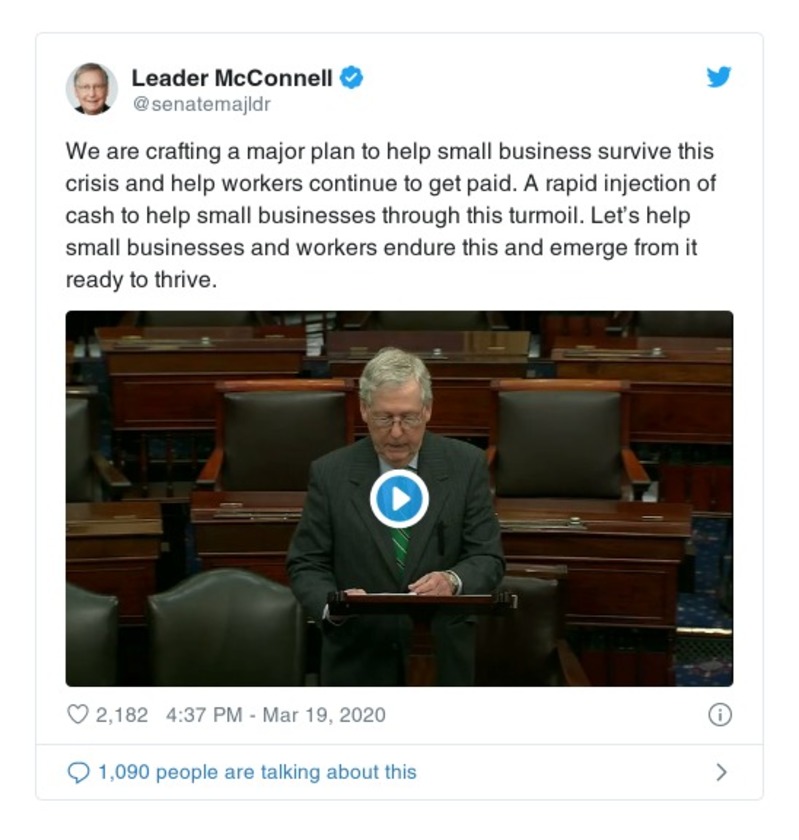 Leader McConnell
@senatemajldr
We are crafting a major plan to help small business survive this
crisis and help workers continue to get paid. A rapid injection of
cash to help small businesses through this turmoil. Let’s help
small businesses and workers endure this and emerge from it
ready to thrive.
2,182 4:37 PM - Mar 19, 2020
1,090 people are talking about this